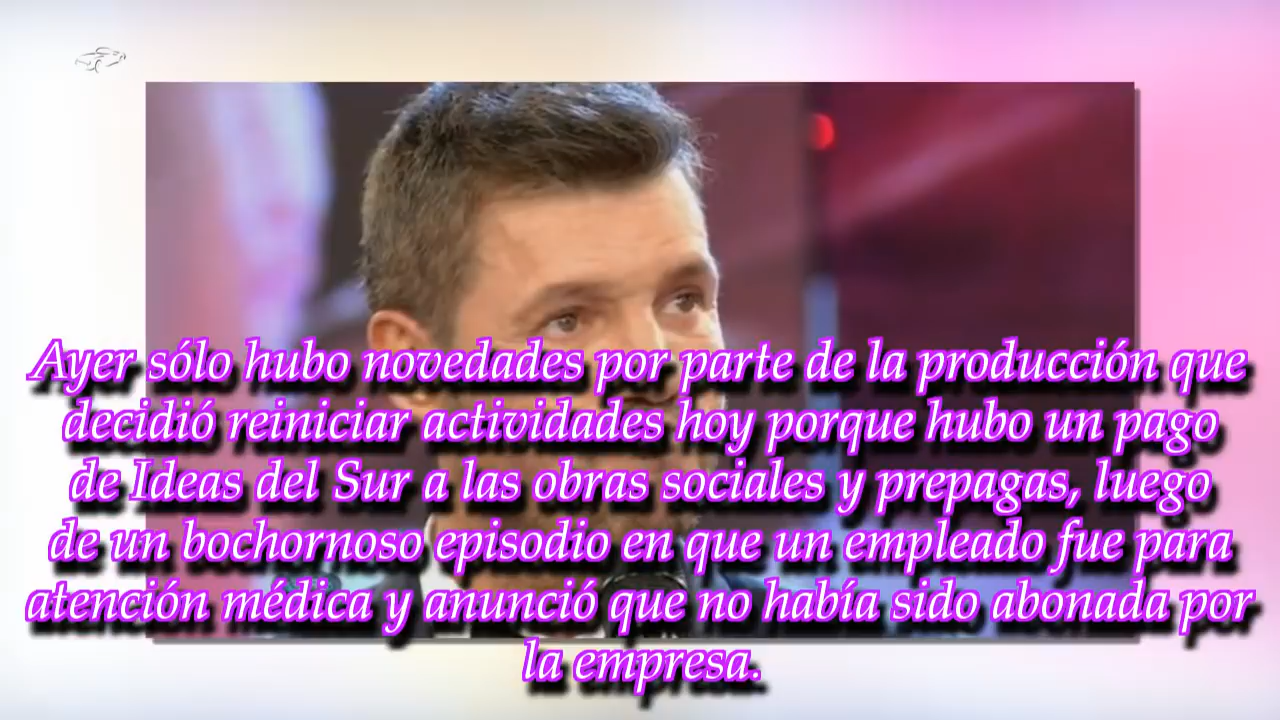 Ayer sólo hubo novedades por parte de la producción que
decidió reiniciar actividades hoy porque hubo un pago
de Ideas del Sur a las obras sociales y prepagas, luego
de un bochornoso episodio en que un empleado fue para
atención médica y anunció que no había sido abonada por
la empresa.